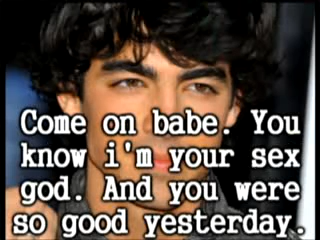 Come on babe. You
know i'm your sex
god. And you were
so good yesterday.